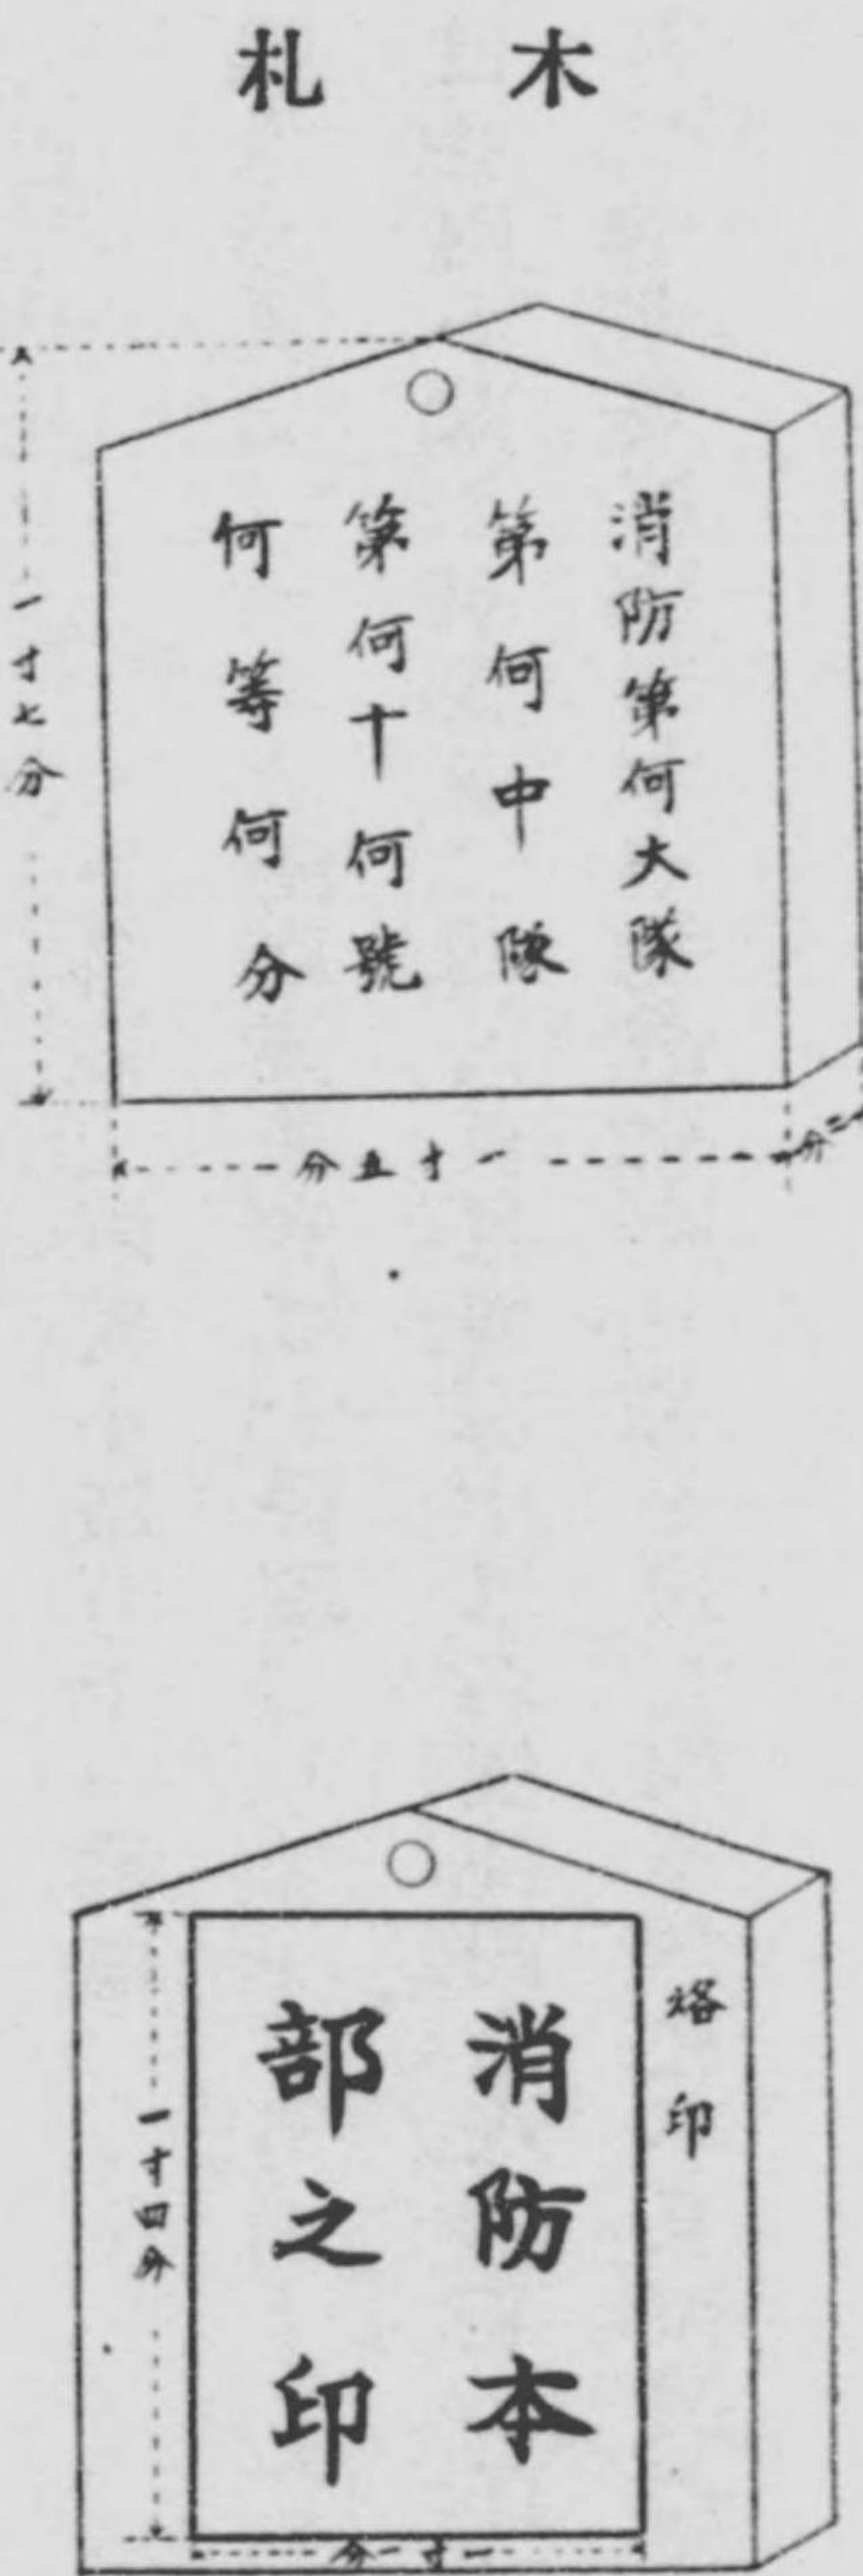 木札
消防第何大隊
第何中隊
第何十何號
何等何分
一寸七分
一寸五分
二分
烙印
消防本
部之印
一寸四分
一寸一分